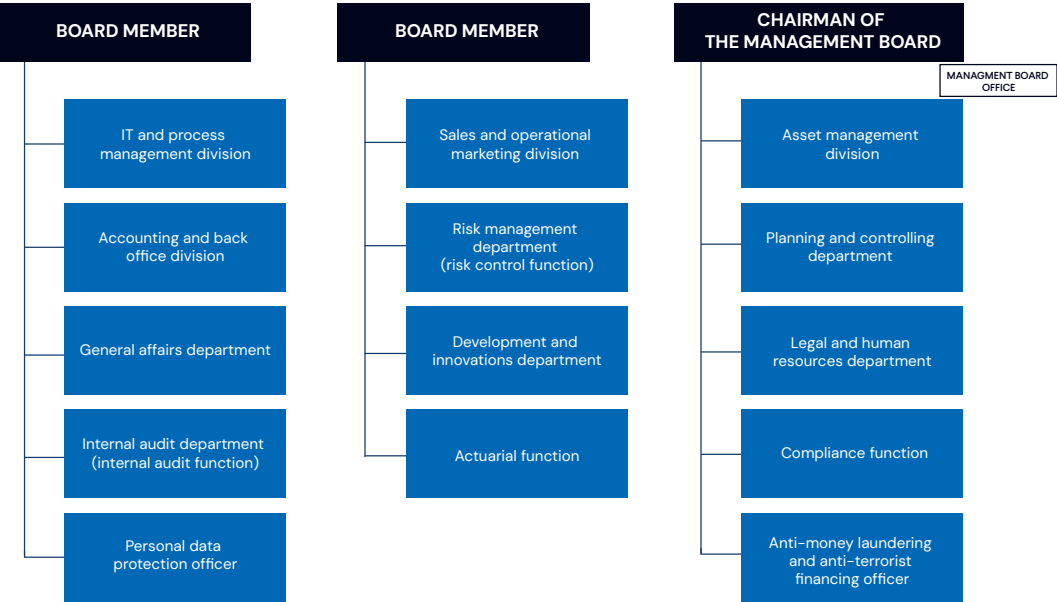 BOARD MEMBER
IT and process
management division
Accounting and back
office division
General affairs department
Internal audit department
(internal audit function)
Personal data
protection officer
BOARD MEMBER
Sales and operational
marketing division
Risk management
department
(risk control function)
Development and
innovations department
Actuarial function
CHAIRMAN OF
THE MANAGEMENT BOARD
MANAGMENT BOARD
OFFICE
Asset management
division
Planning and controlling
department
Legal and human
resources department
Compliance function
Anti-money laundering
and anti-terrorist
financing officer